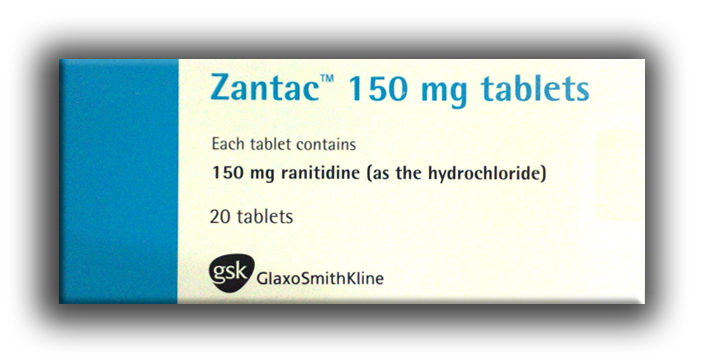 Zantac™ 150 mg tablets
Each tablet contains
150 mg ranitidine (as the hydrochloride)
20 tablets
gsk GlaxoSmithKline